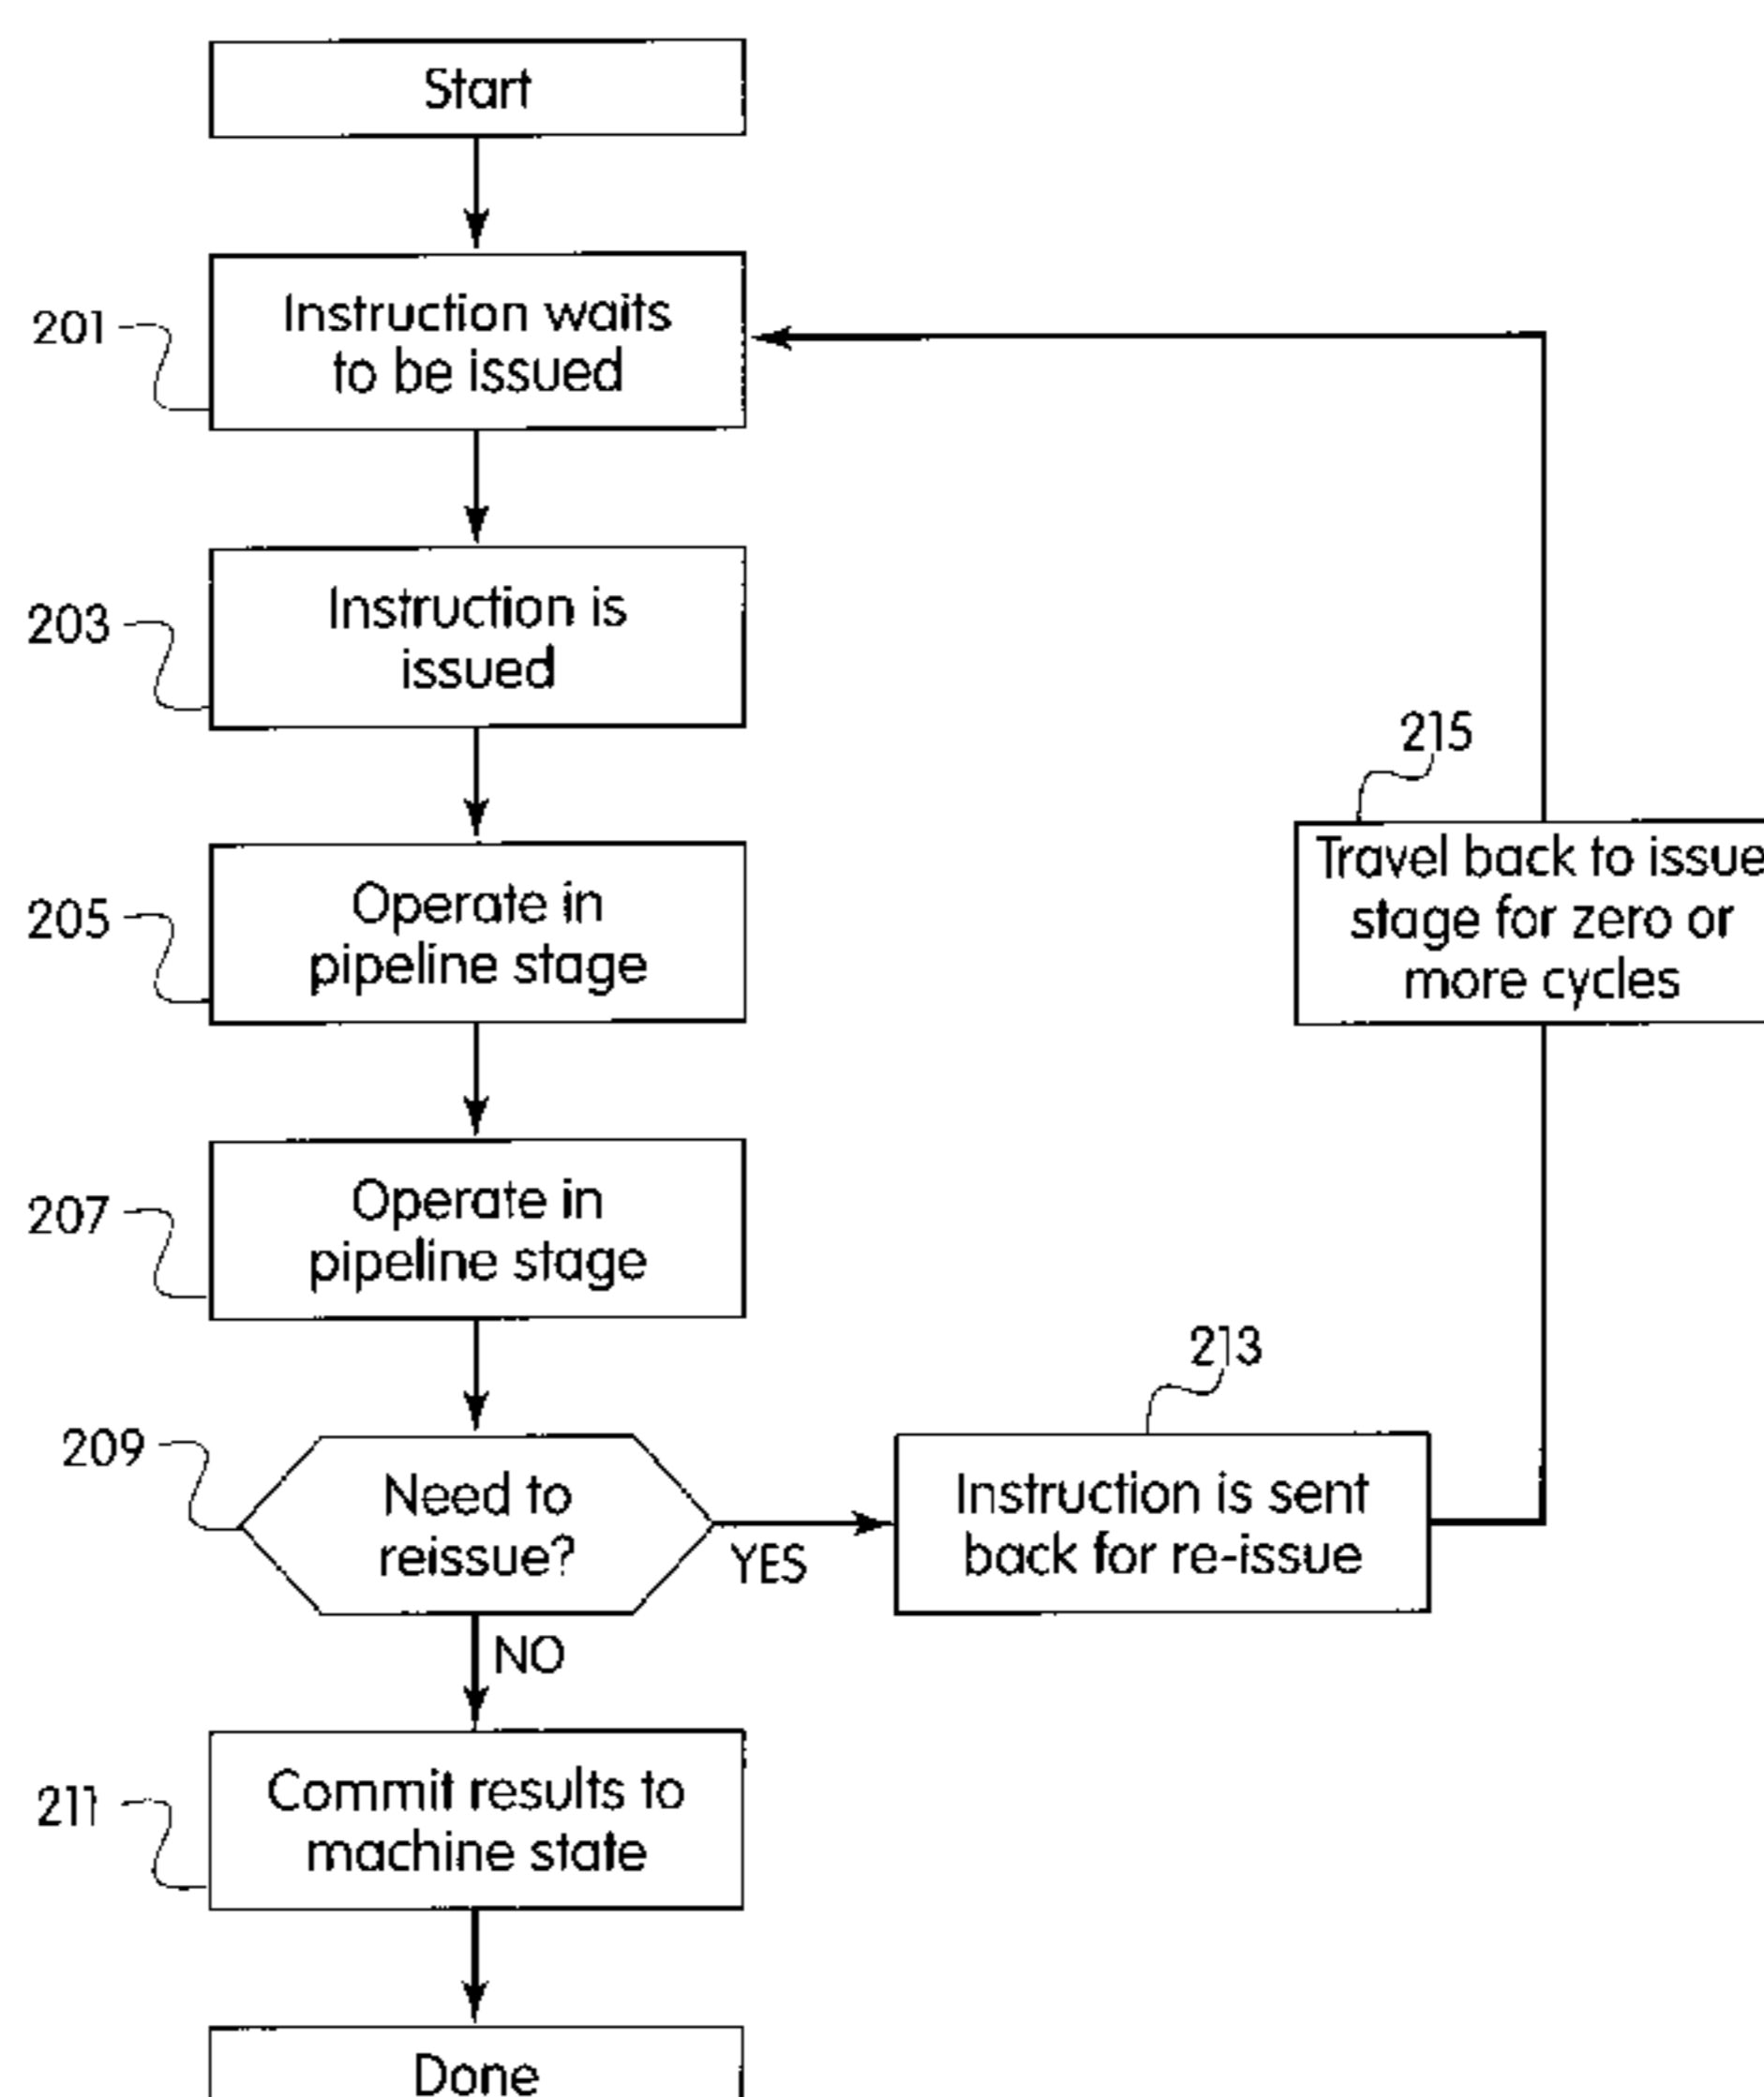 Start
201
Instruction waits
to be issued
203
Instruction is
issued
215
Travel back to issue
stage for zero or
more cycles
205
Operate in
pipeline stage
207
Operate in
pipeline stage
213
209
Need to
reissue?
YES
Instruction is sent
back for re-issue
NO
211
Commit results to
machine state
Done